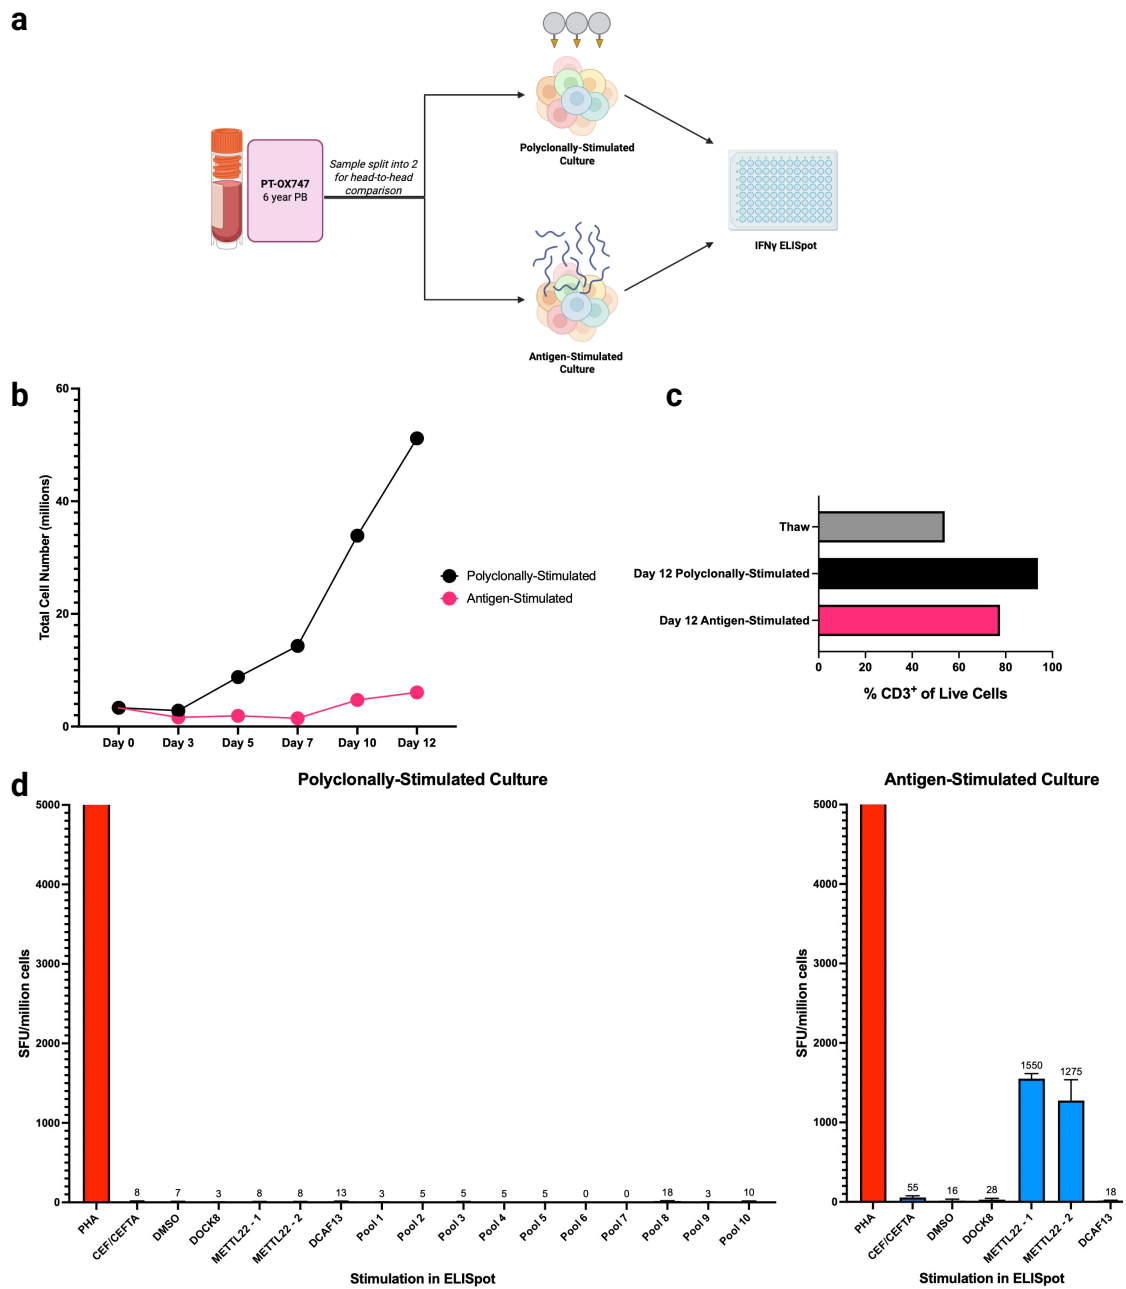 a
PT-OX747
6 year PB
Sample split into 2
for head-to-head
comparison
Polyclonally-Stimulated
Culture
Antigen-Stimulated
Culture
IFNγ ELISpot
b
Total Cell Number (millions)
60
40
20
0
Day 0 Day 3 Day 5 Day 7 Day 10 Day 12
Polyclonally-Stimulated
Antigen-Stimulated
c
Thaw
Day 12 Polyclonally-Stimulated
Day 12 Antigen-Stimulated
0 20 40 60 80 100
% CD3⁺ of Live Cells
d
Polyclonally-Stimulated Culture
SFU/million cells
5000
4000
3000
2000
1000
0
8 7 3 8 8 13 3 5 5 5 5 0 0 18 3 10
PHA CEF/CEFTA DMSO DOCK8 METTL22 - 1 METTL22 - 2 DCAF13 Pool 1 Pool 2 Pool 3 Pool 4 Pool 5 Pool 6 Pool 7 Pool 8 Pool 9 Pool 10
Stimulation in ELISpot
Antigen-Stimulated Culture
SFU/million cells
5000
4000
3000
2000
1000
0
55 16 28 1550 1275 18
PHA CEF/CEFTA DMSO DOCK8 METTL22 - 1 METTL22 - 2 DCAF13
Stimulation in ELISpot